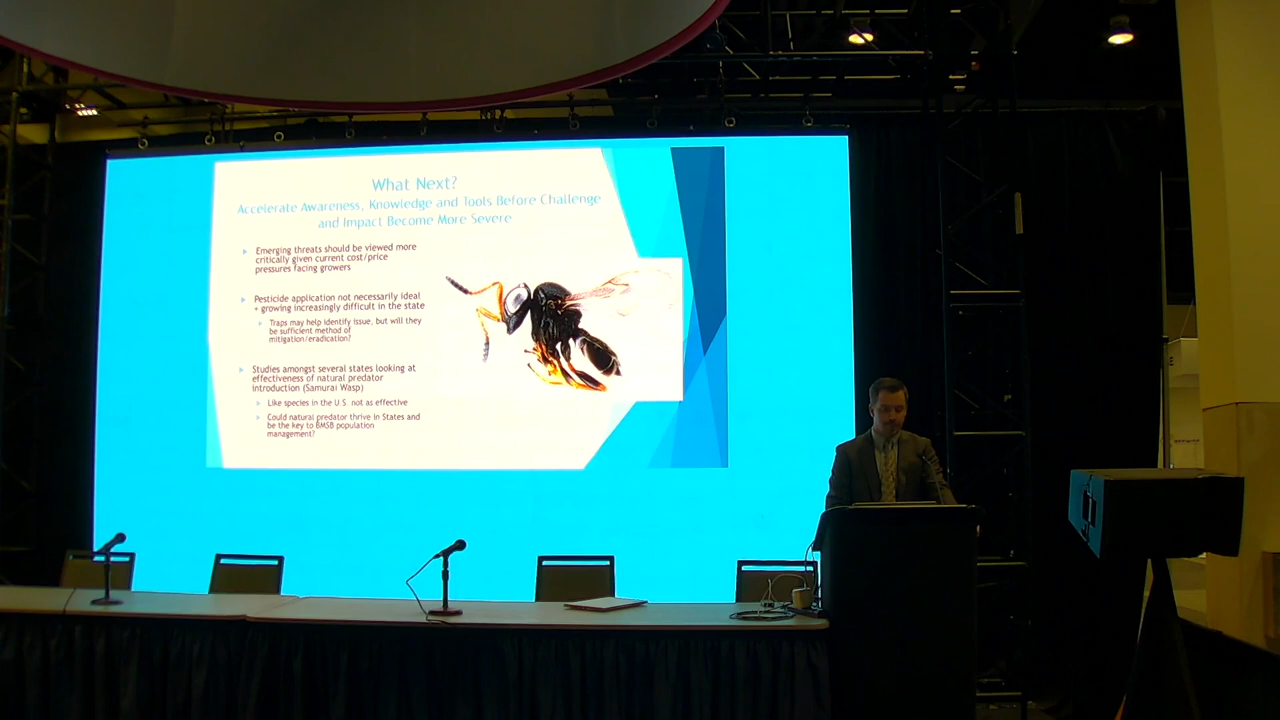 What Next?
Accelerate Awareness, Knowledge and Tools Before Challenge
and Impact Become More Severe
Emerging threats should be viewed more
critically given current cost/price
pressures facing growers
Pesticide application not necessarily ideal
+ growing increasingly difficult in the state
Traps may help identify issue, but will they
be sufficient method of
mitigation/eradication?
Studies amongst several states looking at
effectiveness of natural predator
introduction (Samurai Wasp)
Like species in the U S not as effective
Could natural predator thrive in States and
be the key to BMSB population
management?